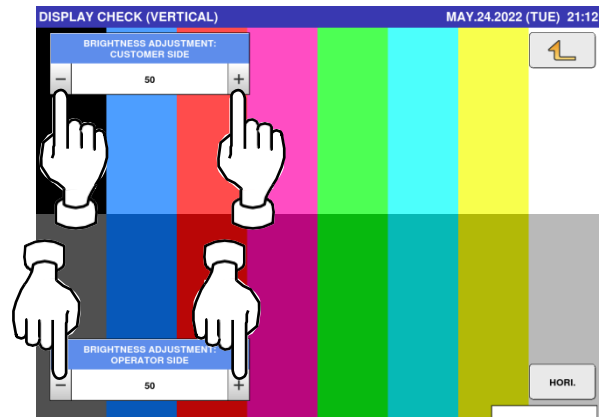 DISPLAY CHECK (VERTICAL) MAY.24.2022 (TUE) 21:12
BRIGHTNESS ADJUSTMENT:
CUSTOMER SIDE
− 50 +
BRIGHTNESS ADJUSTMENT:
OPERATOR SIDE
− 50 +
HORI.